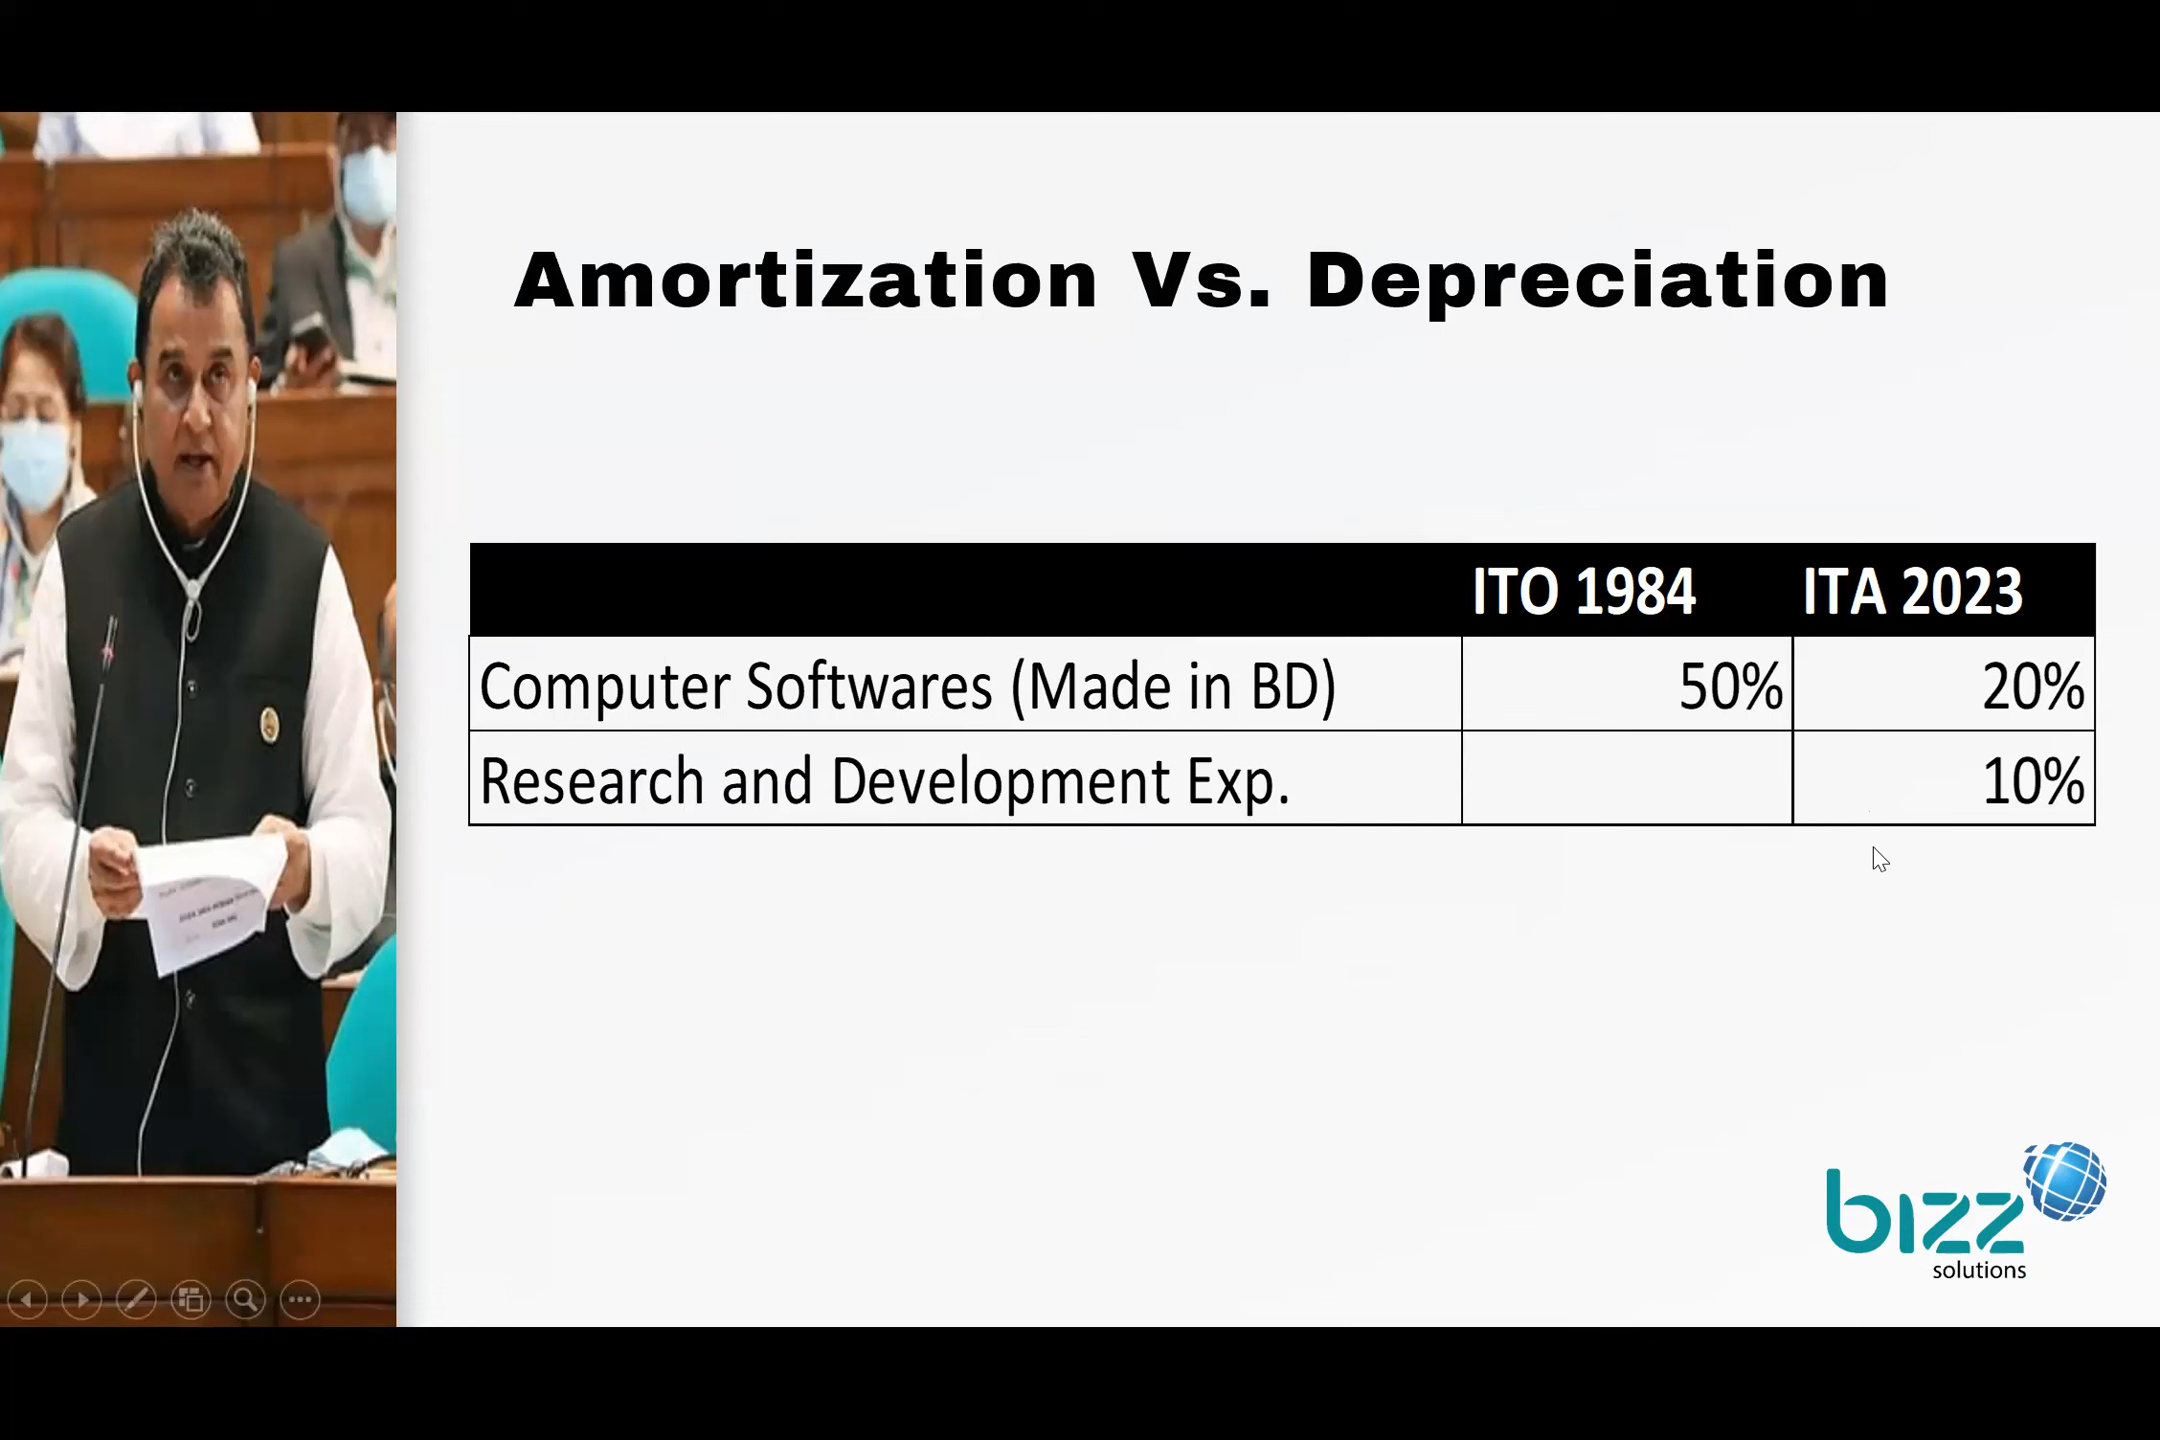 Amortization Vs. Depreciation
ITO 1984 ITA 2023
Computer Softwares (Made in BD) 50% 20%
Research and Development Exp. 10%
bizz
solutions